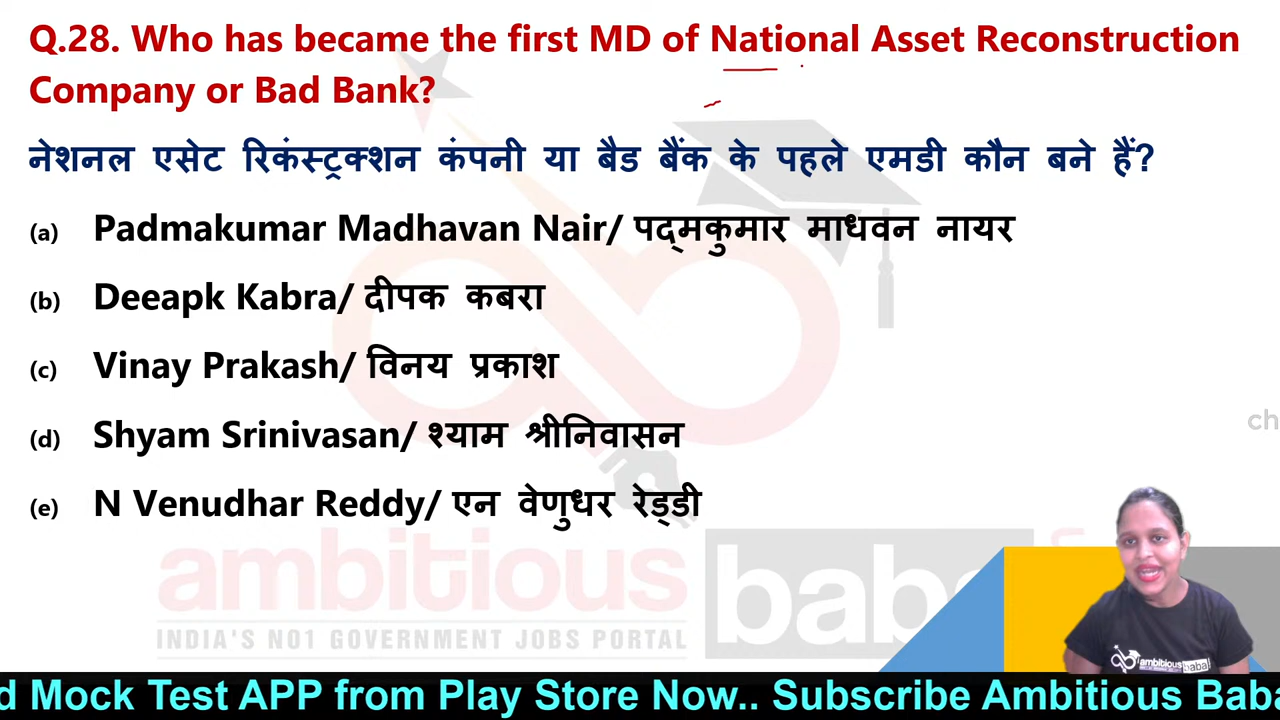 Q.28. Who has became the first MD of National Asset Reconstruction
Company or Bad Bank?
नेशनल एसेट रिकंस्ट्रक्शन कंपनी या बैड बैंक के पहले एमडी कौन बने हैं?
(a) Padmakumar Madhavan Nair/ पद्मकुमार माधवन नायर
(b) Deeapk Kabra/ दीपक कबरा
(c) Vinay Prakash/ विनय प्रकाश
ch
(d) Shyam Srinivasan/ श्याम श्रीनिवासन
(e) N Venudhar Reddy/ एन वेणुधर रेड्डी
ambitious baba
INDIA'S NO1 GOVERNMENT JOBS PORTAL
ambitious baba
d Mock Test APP from Play Store Now.. Subscribe Ambitious Baba